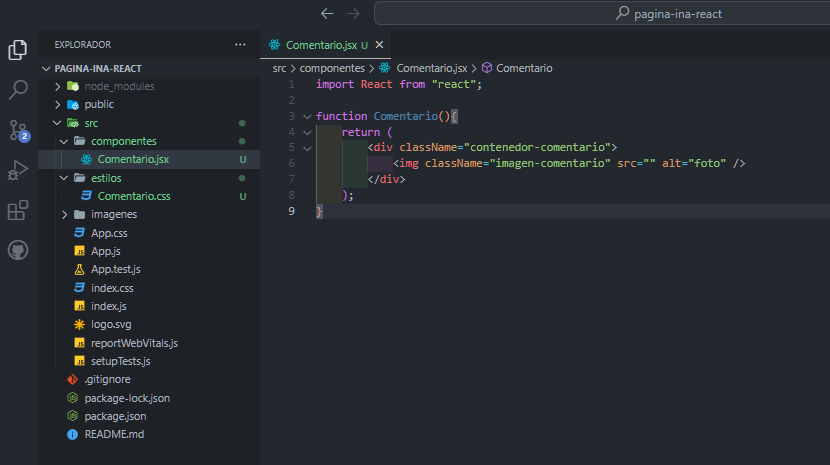 pagina-ina-react
EXPLORADOR
Comentario.jsx U
PAGINA-INA-REACT
src > componentes > Comentario.jsx > Comentario
node_modules
public
src
componentes
Comentario.jsx U
estilos
Comentario.css U
imagenes
App.css
App.js
App.test.js
index.css
index.js
logo.svg
reportWebVitals.js
setupTests.js
.gitignore
package-lock.json
package.json
README.md
2
1 import React from "react";
2
3 function Comentario(){
4 return (
5 <div className="contenedor-comentario">
6 <img className="imagen-comentario" src="" alt="foto" />
7 </div>
8 );
9 }